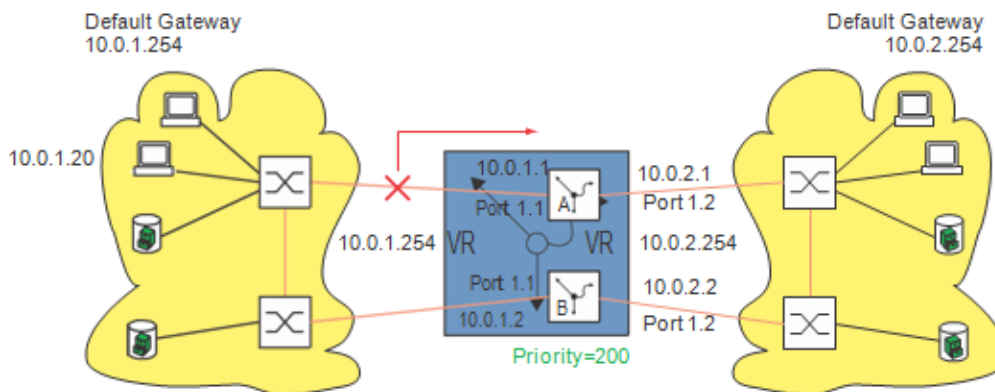 Default Gateway
10.0.1.254
Default Gateway
10.0.2.254
10.0.1.20
10.0.1.1
10.0.2.1
Port 1.1
A
Port 1.2
10.0.1.254
VR
VR
10.0.2.254
Port 1.1
B
10.0.2.2
10.0.1.2
Port 1.2
Priority=200